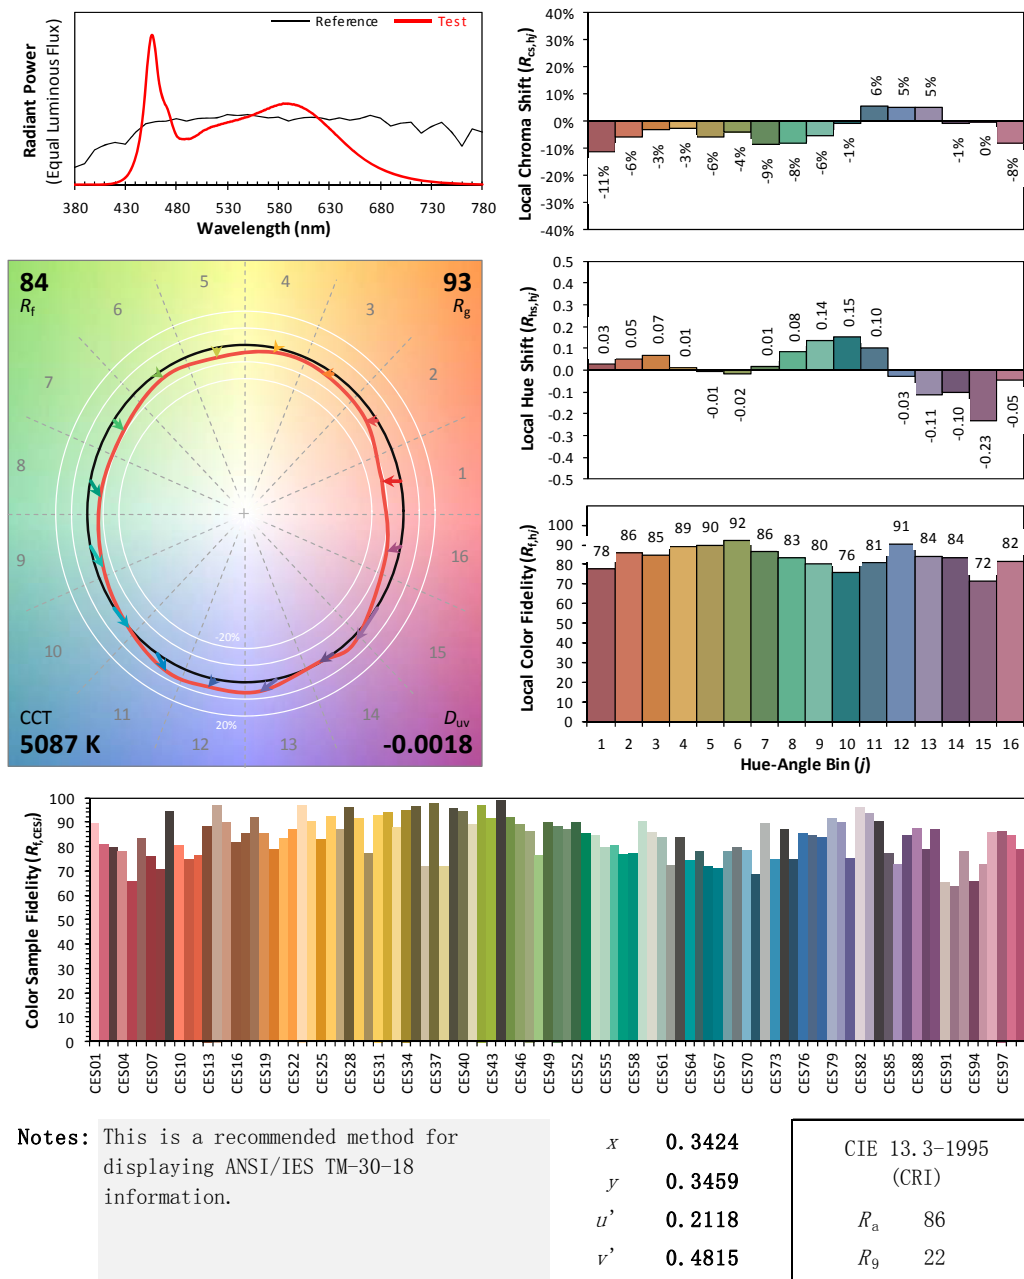 Reference Test
Radiant Power
(Equal Luminous Flux)
380 430 480 530 580 630 680 730 780
Wavelength (nm)
Local Chroma Shift (Rcs,hj)
40%
30%
20%
10%
0%
-10%
-20%
-30%
-40%
-11% -6% -3% -3% -6% -4% -9% -8% -6% -1% 6% 5% 5% -1% 0% -8%
84
Rf
93
Rg
5 4
6 3
7 2
8 1
9 16
10 15
11 14
12 13
-20%
20%
CCT
5087 K
Duv
-0.0018
Local Hue Shift (Rhs,hj)
0.5
0.4
0.3
0.2
0.1
0.0
-0.1
-0.2
-0.3
-0.4
-0.5
0.03 0.05 0.07 0.01 -0.01 -0.02 0.01 0.08 0.14 0.15 0.10 -0.03 -0.11 -0.10 -0.23 -0.05
Local Color Fidelity (Rf,hj)
100
90
80
70
60
50
40
30
20
10
0
78 86 85 89 90 92 86 83 80 76 81 91 84 84 72 82
1 2 3 4 5 6 7 8 9 10 11 12 13 14 15 16
Hue-Angle Bin (j)
Color Sample Fidelity (Rf,CESi)
100
90
80
70
60
50
40
30
20
10
0
CES01 CES04 CES07 CES10 CES13 CES16 CES19 CES22 CES25 CES28 CES31 CES34 CES37 CES40 CES43 CES46 CES49 CES52 CES55 CES58 CES61 CES64 CES67 CES70 CES73 CES76 CES79 CES82 CES85 CES88 CES91 CES94 CES97
Notes: This is a recommended method for
displaying ANSI/IES TM-30-18
information.
x 0.3424
y 0.3459
u' 0.2118
v' 0.4815
CIE 13.3-1995
(CRI)
Ra 86
R9 22